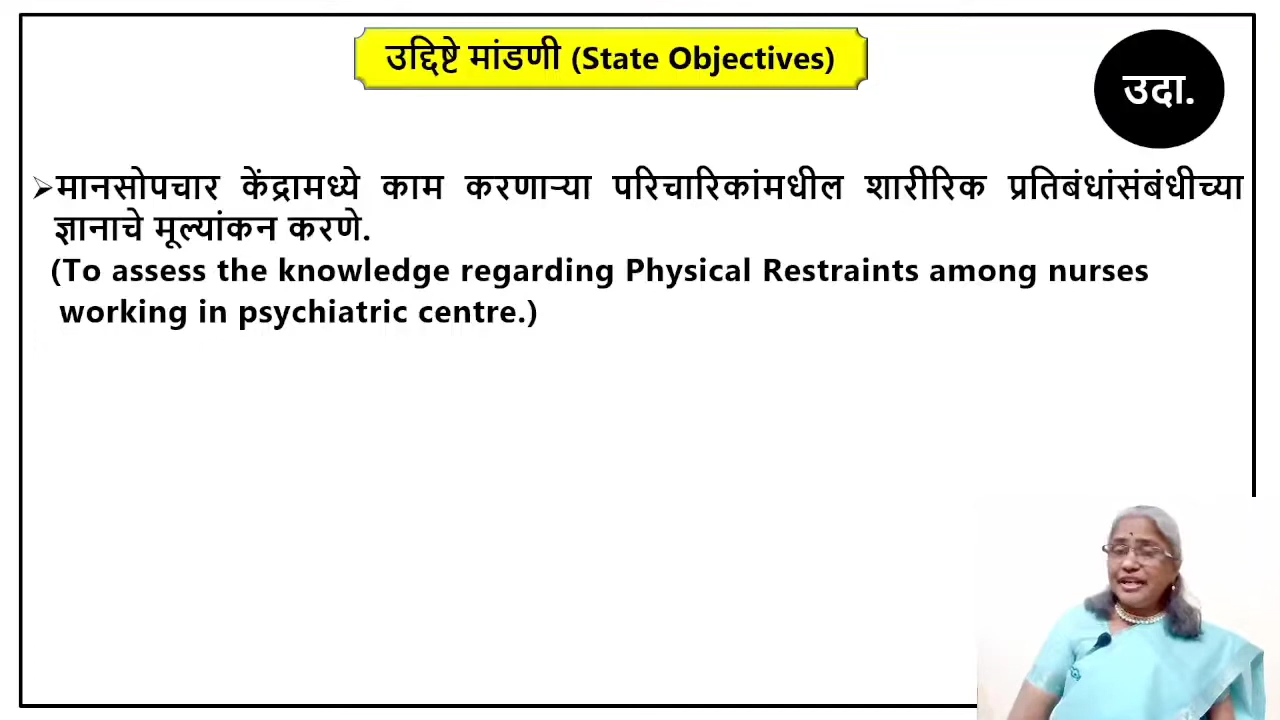 उद्दिष्टे मांडणी (State Objectives)
उदा.
➢मानसोपचार केंद्रामध्ये काम करणाऱ्या परिचारिकांमधील शारीरिक प्रतिबंधांसंबंधीच्या
ज्ञानाचे मूल्यांकन करणे.
(To assess the knowledge regarding Physical Restraints among nurses
working in psychiatric centre.)